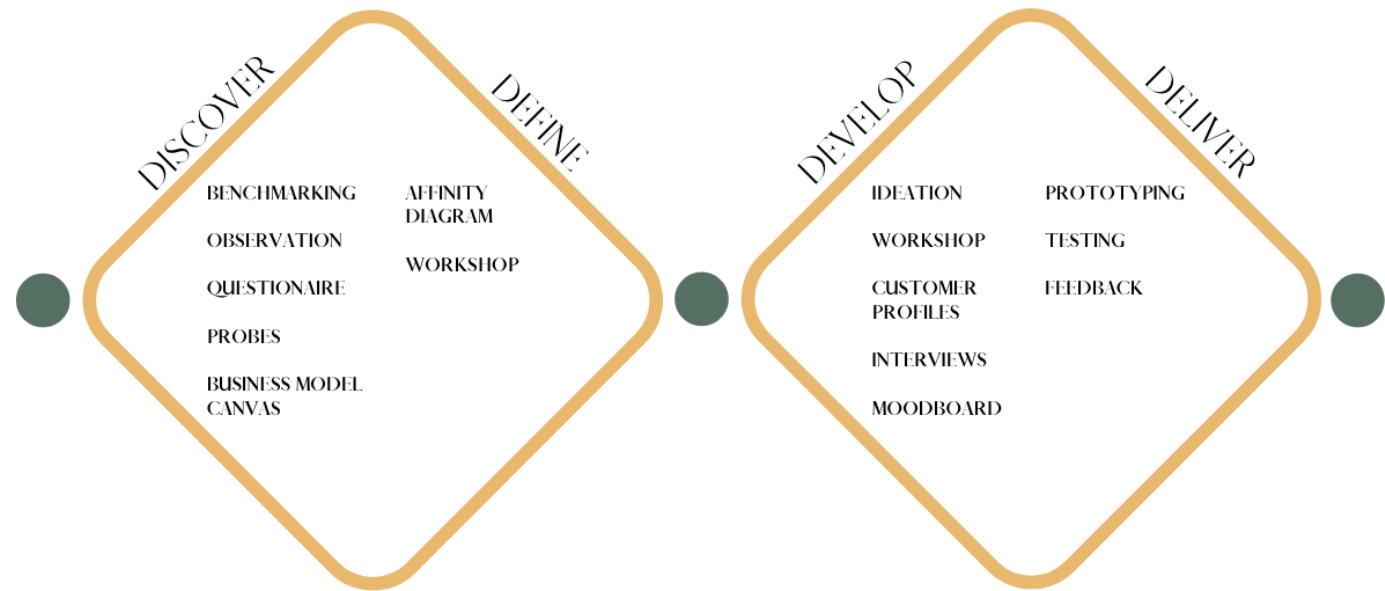 DISCOVER
DEFINE
BENCHMARKING
OBSERVATION
QUESTIONAIRE
PROBES
BUSINESS MODEL
CANVAS
AFFINITY
DIAGRAM
WORKSHOP
DEVELOP
DELIVER
IDEATION
WORKSHOP
CUSTOMER
PROFILES
INTERVIEWS
MOODBOARD
PROTOTYPING
TESTING
FEEDBACK